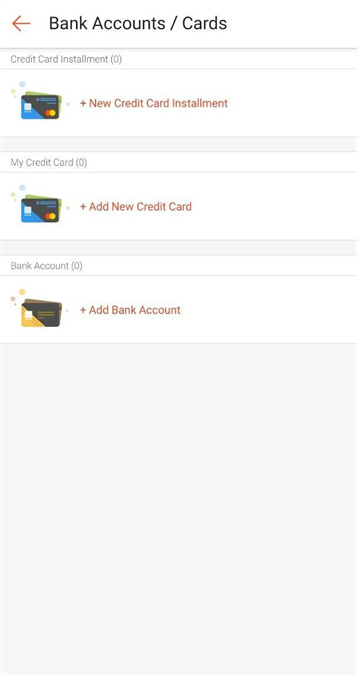 Bank Accounts / Cards
Credit Card Installment (0)
+ New Credit Card Installment
My Credit Card (0)
+ Add New Credit Card
Bank Account (0)
+ Add Bank Account